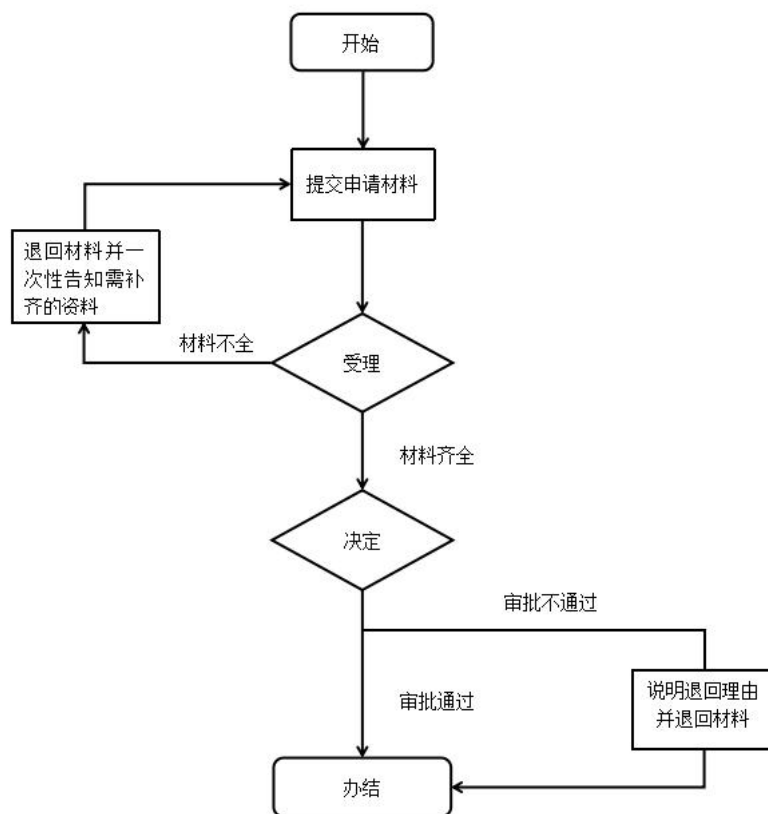 开始
提交申请材料
退回材料并一
次性告知需补
齐的资料
材料不全
受理
材料齐全
决定
审批不通过
审批通过
说明退回理由
并退回材料
办结